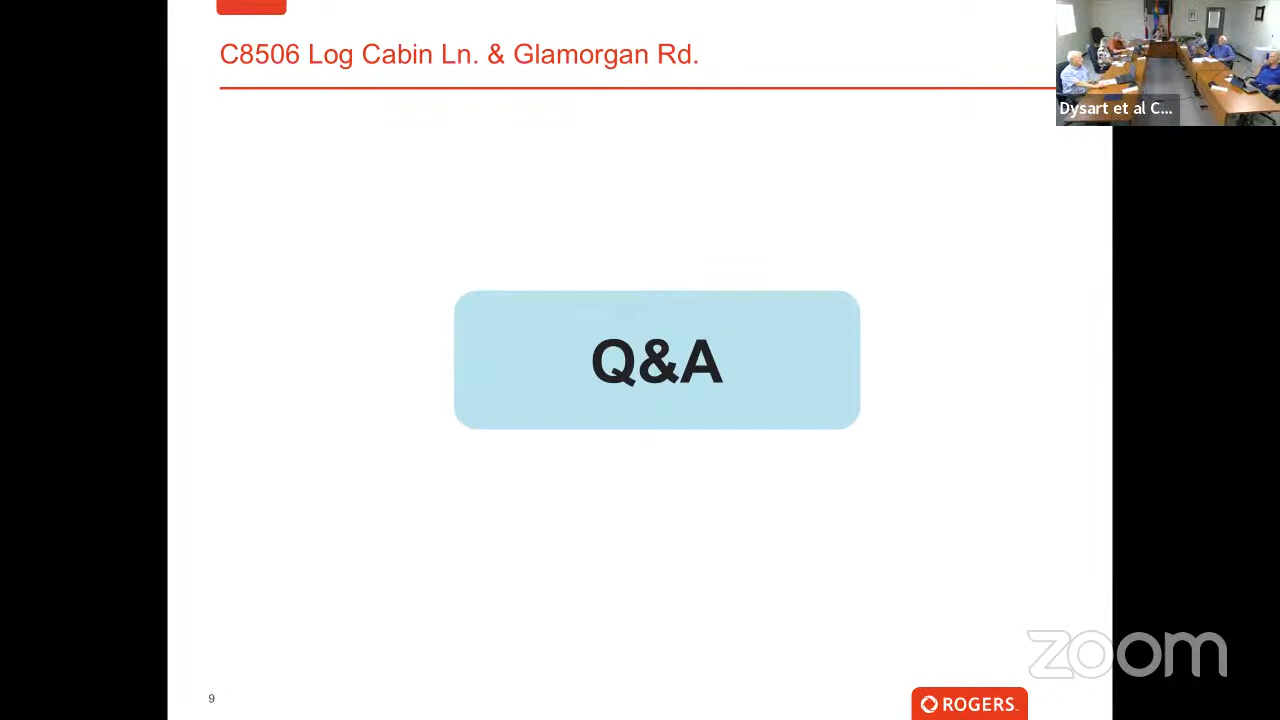 C8506 Log Cabin Ln. & Glamorgan Rd.
Dysart et al C...
Q&A
zoom
9
ROGERS